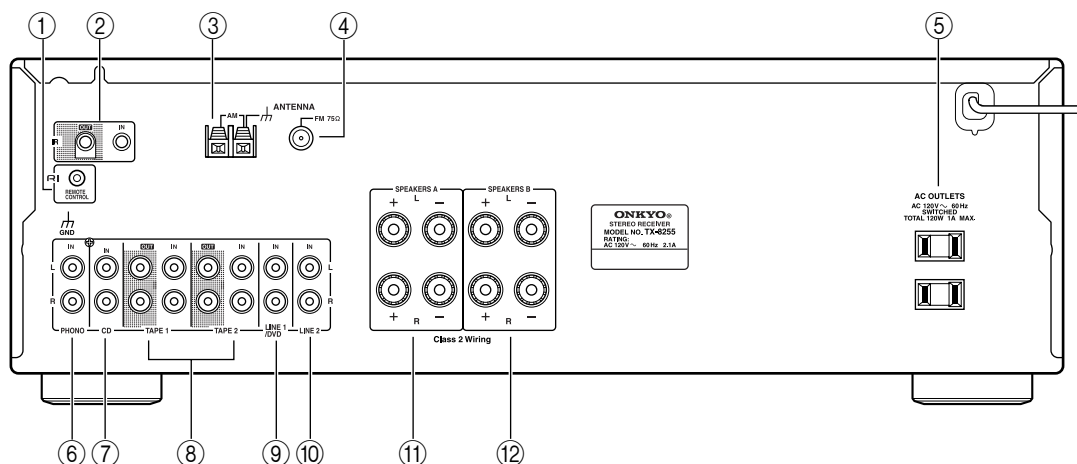 ① ② ③ ④ ⑤
ANTENNA
AM
FM 75Ω
OUT IN
IR
RI
REMOTE
CONTROL
GND
SPEAKERS A SPEAKERS B
+ L − + L −
+ R − + R −
Class 2 Wiring
ONKYO®
STEREO RECEIVER
MODEL NO. TX-8255
RATING:
AC 120V ~ 60Hz 2.1A
AC OUTLETS
AC 120V ~ 60Hz
SWITCHED
TOTAL 120W 1A MAX.
IN IN OUT IN OUT IN IN IN
L L
R R
PHONO CD TAPE 1 TAPE 2 LINE 1 LINE 2
/DVD
⑥ ⑦ ⑧ ⑨ ⑩ ⑪ ⑫